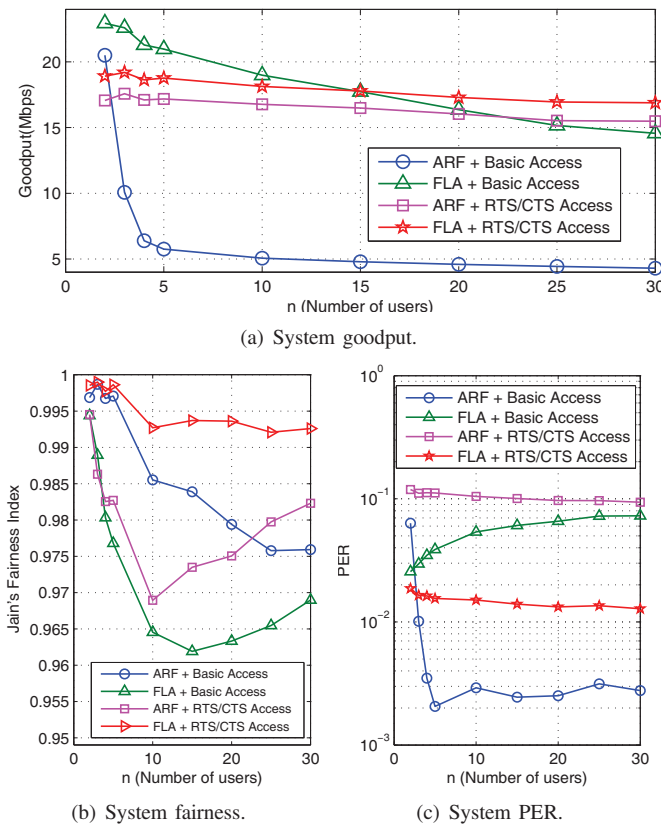 20
15
10
5
0
5
10
15
20
25
30
Goodput(Mbps)
n (Number of users)
ARF + Basic Access
FLA + Basic Access
ARF + RTS/CTS Access
FLA + RTS/CTS Access
(a) System goodput.
1
0.995
0.99
0.985
0.98
0.975
0.97
0.965
0.96
0.955
0.95
0
10
20
30
Jain's Fairness Index
n (Number of users)
ARF + Basic Access
FLA + Basic Access
ARF + RTS/CTS Access
FLA + RTS/CTS Access
(b) System fairness.
10^0
10^-1
10^-2
10^-3
0
10
20
30
PER
n (Number of users)
ARF + Basic Access
FLA + Basic Access
ARF + RTS/CTS Access
FLA + RTS/CTS Access
(c) System PER.